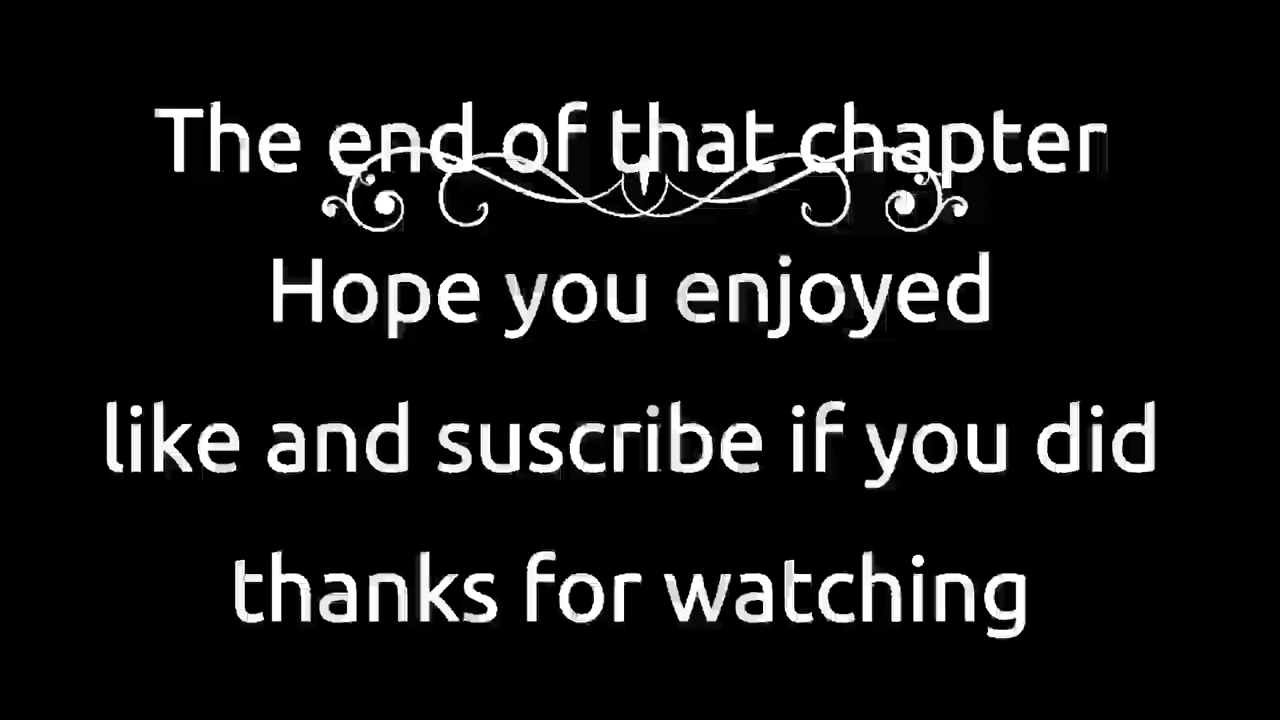 The end of that chapter
Hope you enjoyed
like and suscribe if you did
thanks for watching